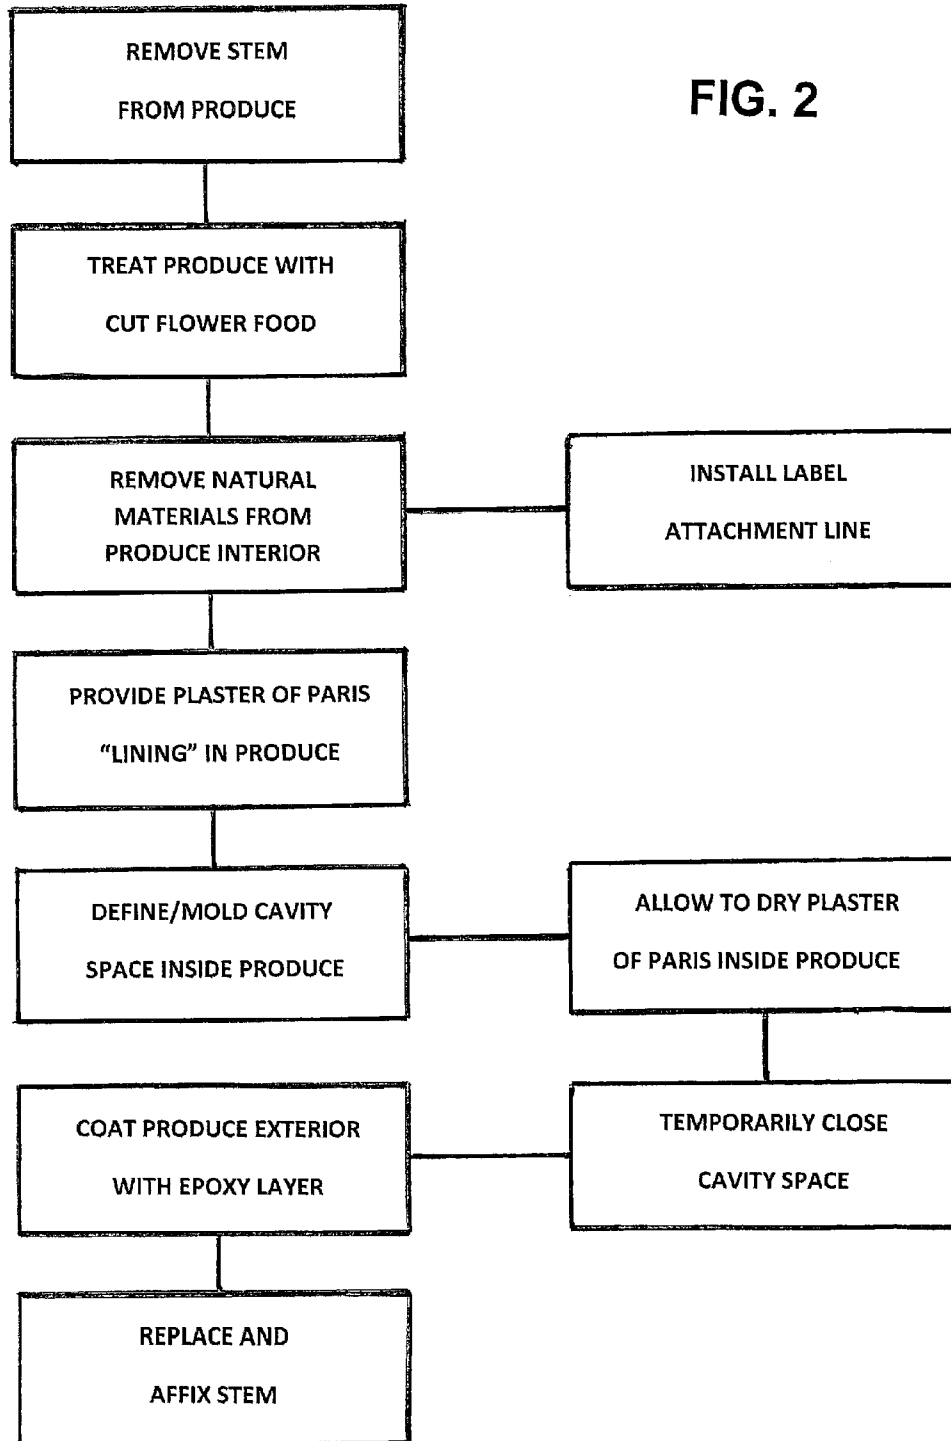 REMOVE STEM
FROM PRODUCE
FIG. 2
TREAT PRODUCE WITH
CUT FLOWER FOOD
REMOVE NATURAL
MATERIALS FROM
PRODUCE INTERIOR
INSTALL LABEL
ATTACHMENT LINE
PROVIDE PLASTER OF PARIS
“LINING” IN PRODUCE
DEFINE/MOLD CAVITY
SPACE INSIDE PRODUCE
ALLOW TO DRY PLASTER
OF PARIS INSIDE PRODUCE
TEMPORARILY CLOSE
CAVITY SPACE
COAT PRODUCE EXTERIOR
WITH EPOXY LAYER
REPLACE AND
AFFIX STEM